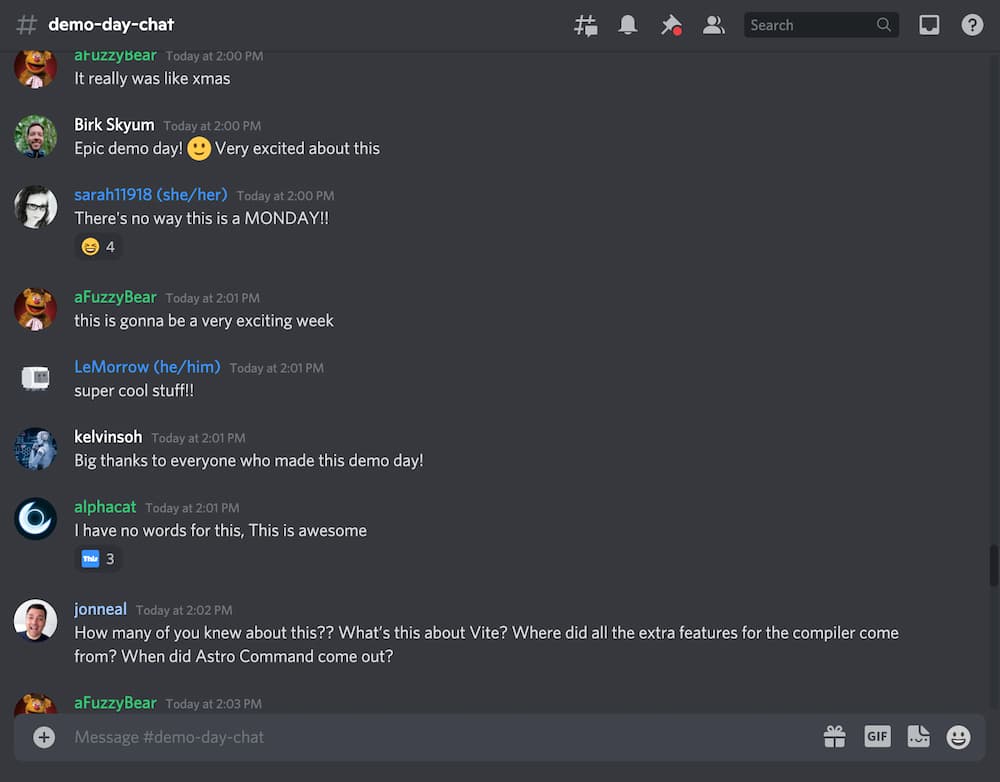 demo-day-chat
Search
aFuzzyBear Today at 2:00 PM
It really was like xmas
Birk Skyum Today at 2:00 PM
Epic demo day! 🙂 Very excited about this
sarah11918 (she/her) Today at 2:00 PM
There's no way this is a MONDAY!!
😆 4
aFuzzyBear Today at 2:01 PM
this is gonna be a very exciting week
LeMorrow (he/him) Today at 2:01 PM
super cool stuff!!
kelvinsoh Today at 2:01 PM
Big thanks to everyone who made this demo day!
alphacat Today at 2:01 PM
I have no words for this, This is awesome
This 3
jonneal Today at 2:02 PM
How many of you knew about this?? What's this about Vite? Where did all the extra features for the compiler come
from? When did Astro Command come out?
aFuzzyBear Today at 2:03 PM
Message #demo-day-chat
GIF